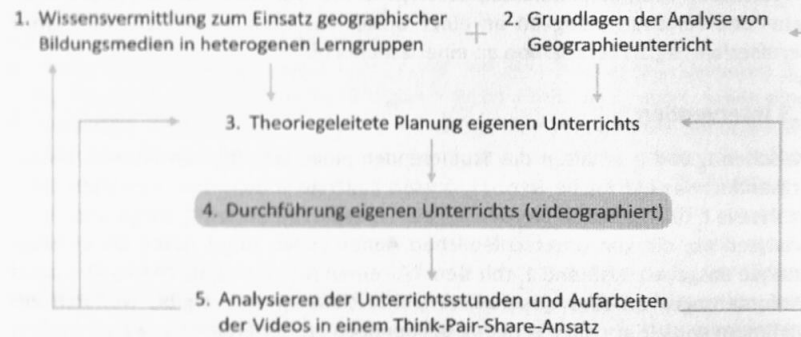 1. Wissensvermittlung zum Einsatz geographischer
Bildungsmedien in heterogenen Lerngruppen
+
2. Grundlagen der Analyse von
Geographieunterricht
3. Theoriegeleitete Planung eigenen Unterrichts
4. Durchführung eigenen Unterrichts (videographiert)
5. Analysieren der Unterrichtsstunden und Aufarbeiten
der Videos in einem Think-Pair-Share-Ansatz